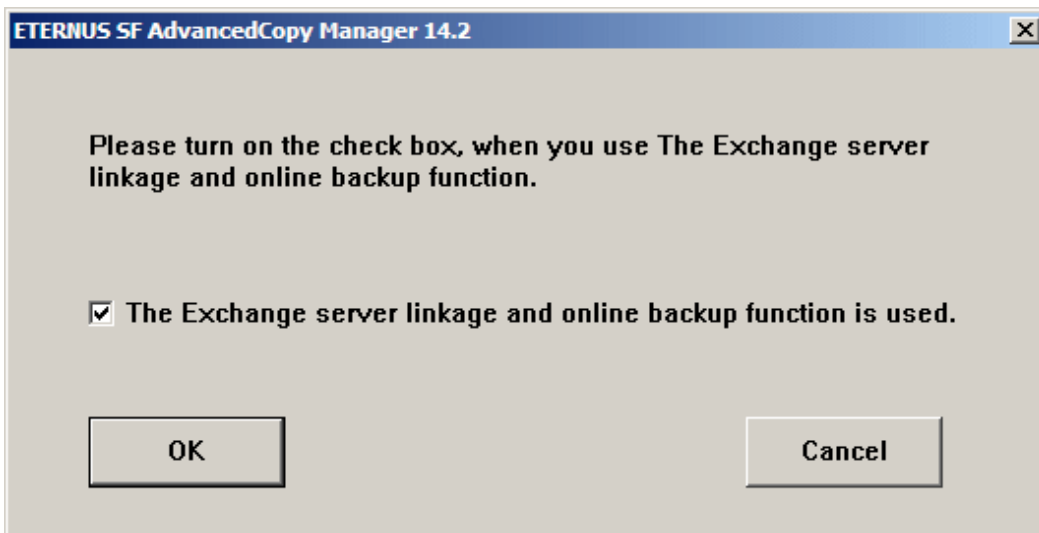 ETERNUS SF AdvancedCopy Manager 14.2
Please turn on the check box, when you use The Exchange server
linkage and online backup function.
The Exchange server linkage and online backup function is used.
OK
Cancel